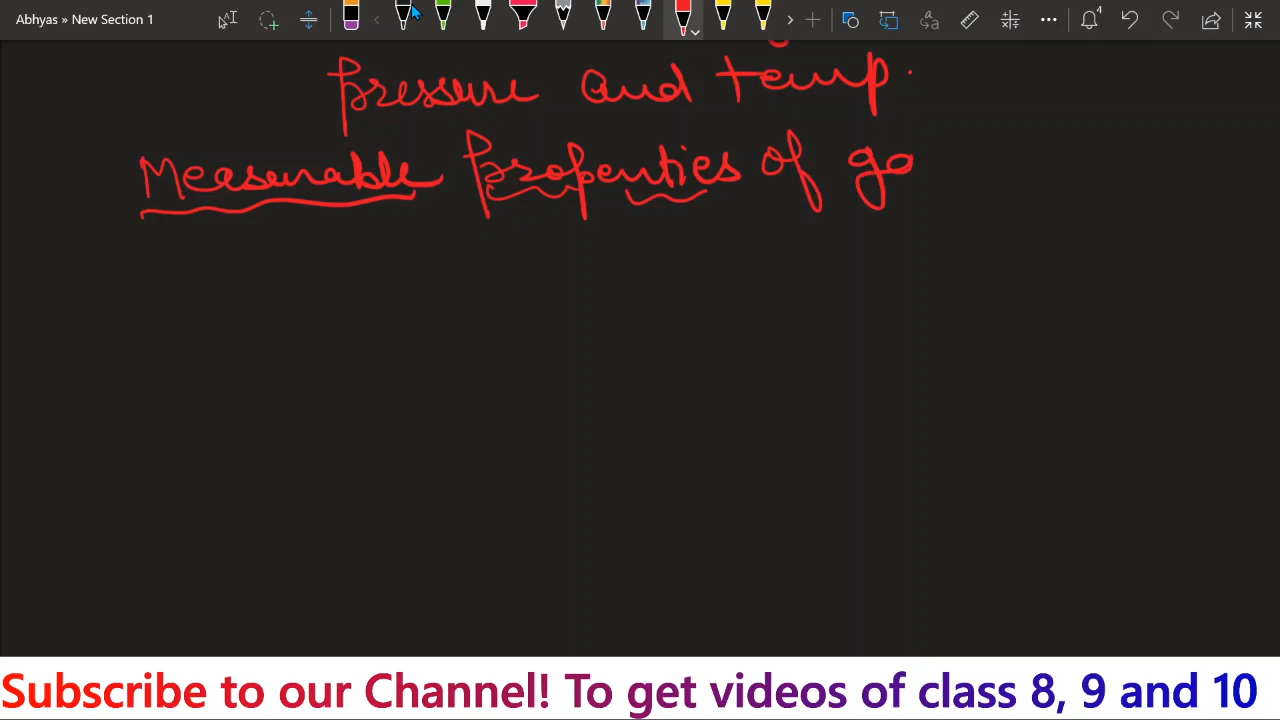 Abhyas » New Section 1
pressure and temp.
Measurable properties of ga
Subscribe to our Channel! To get videos of class 8, 9 and 10